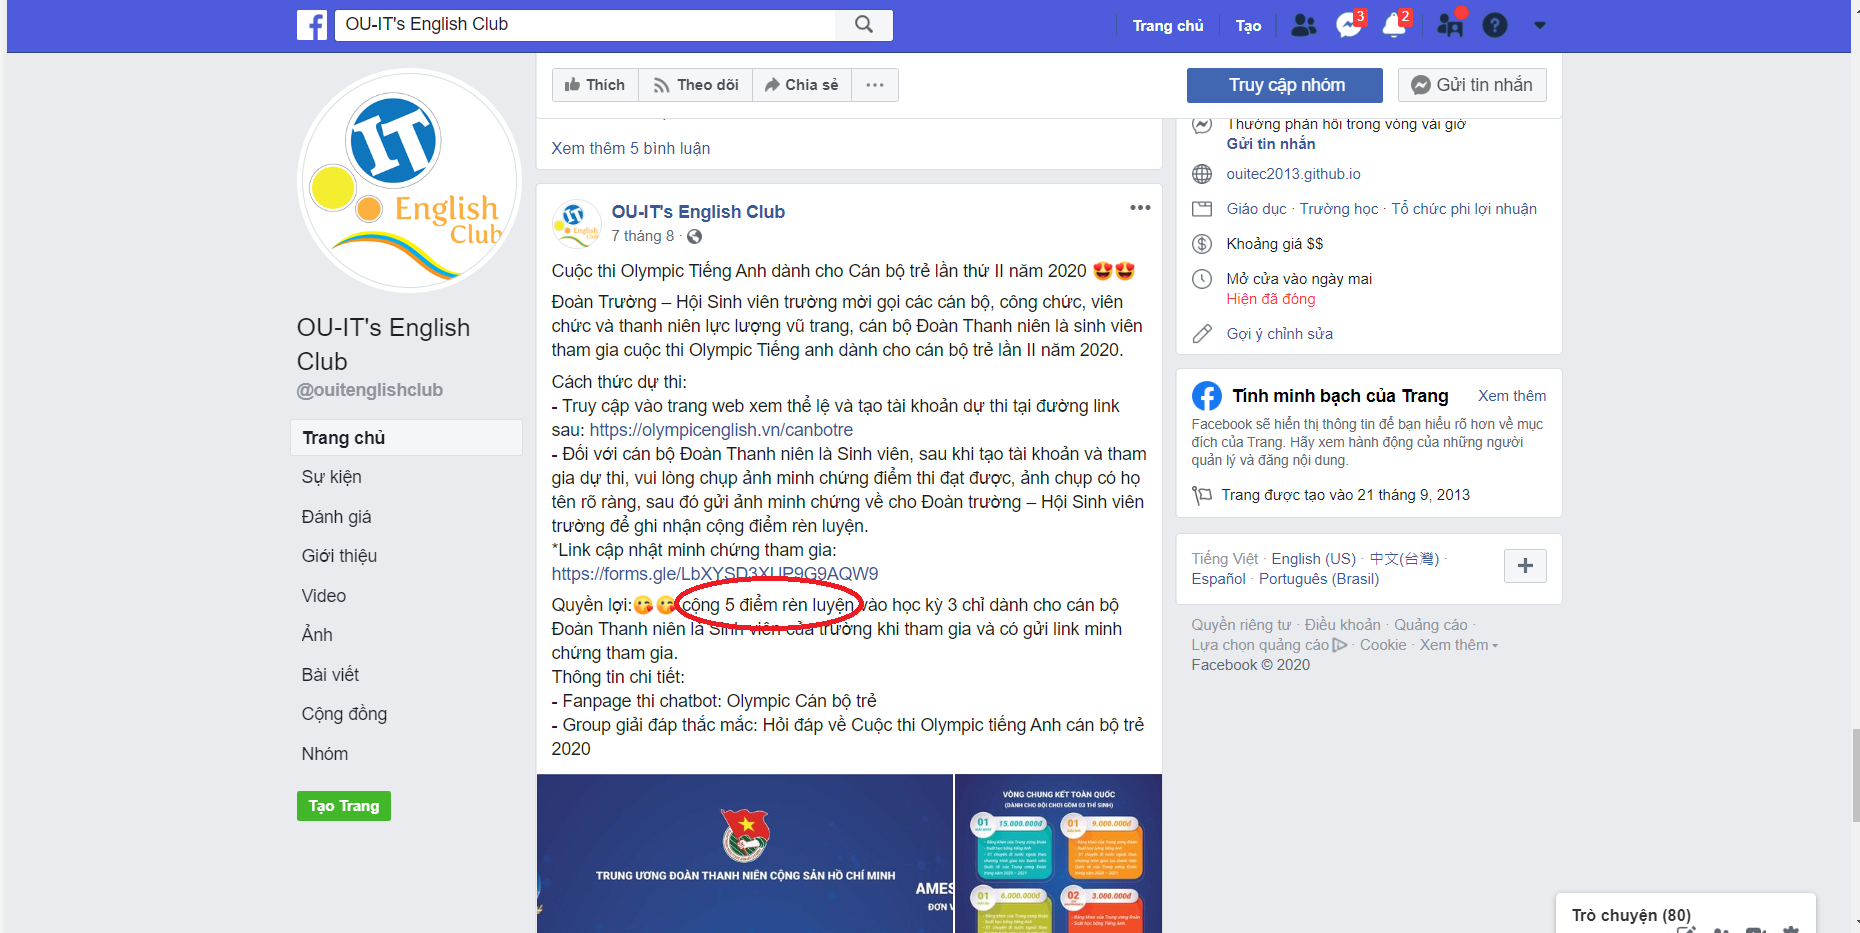 OU-IT's English Club
Trang chủ
Tạo
3
2
IT
English
Club
OU-IT's English
Club
@ouitenglishclub
Trang chủ
Sự kiện
Đánh giá
Giới thiệu
Video
Ảnh
Bài viết
Cộng đồng
Nhóm
Tạo Trang
Thích
Theo dõi
Chia sẻ
Truy cập nhóm
Gửi tin nhắn
Xem thêm 5 bình luận
OU-IT's English Club
7 tháng 8 ·
Cuộc thi Olympic Tiếng Anh dành cho Cán bộ trẻ lần thứ II năm 2020 😍😍
Đoàn Trường – Hội Sinh viên trường mời gọi các cán bộ, công chức, viên
chức và thanh niên lực lượng vũ trang, cán bộ Đoàn Thanh niên là sinh viên
tham gia cuộc thi Olympic Tiếng anh dành cho cán bộ trẻ lần II năm 2020.
Cách thức dự thi:
- Truy cập vào trang web xem thể lệ và tạo tài khoản dự thi tại đường link
sau: https://olympicenglish.vn/canbotre
- Đối với cán bộ Đoàn Thanh niên là Sinh viên, sau khi tạo tài khoản và tham
gia dự thi, vui lòng chụp ảnh minh chứng điểm thi đạt được, ảnh chụp có họ
tên rõ ràng, sau đó gửi ảnh minh chứng về cho Đoàn trường – Hội Sinh viên
trường để ghi nhận cộng điểm rèn luyện.
*Link cập nhật minh chứng tham gia:
https://forms.gle/LbXYSD3XUP9G9AQW9
Quyền lợi:😋😋 cộng 5 điểm rèn luyện vào học kỳ 3 chỉ dành cho cán bộ
Đoàn Thanh niên là Sinh viên của trường khi tham gia và có gửi link minh
chứng tham gia.
Thông tin chi tiết:
- Fanpage thi chatbot: Olympic Cán bộ trẻ
- Group giải đáp thắc mắc: Hỏi đáp về Cuộc thi Olympic tiếng Anh cán bộ trẻ
2020
TRUNG ƯƠNG ĐOÀN THANH NIÊN CỘNG SẢN HỒ CHÍ MINH
AMES
ĐƠN V
VÒNG CHUNG KẾT TOÀN QUỐC
(DÀNH CHO ĐỘI CHƠI GỒM 03 THÍ SINH)
01 15.000.000đ
01 9.000.000đ
01 6.000.000đ
02 3.000.000đ
Thường phản hồi trong vòng vài giờ
Gửi tin nhắn
ouitec2013.github.io
Giáo dục · Trường học · Tổ chức phi lợi nhuận
Khoảng giá $$
Mở cửa vào ngày mai
Hiện đã đóng
Gợi ý chỉnh sửa
Tính minh bạch của Trang
Xem thêm
Facebook sẽ hiển thị thông tin để bạn hiểu rõ hơn về mục
đích của Trang. Hãy xem hành động của những người
quản lý và đăng nội dung.
Trang được tạo vào 21 tháng 9, 2013
Tiếng Việt · English (US) · 中文(台灣) ·
Español · Português (Brasil)
Quyền riêng tư · Điều khoản · Quảng cáo ·
Lựa chọn quảng cáo · Cookie · Xem thêm
Facebook © 2020
Trò chuyện (80)